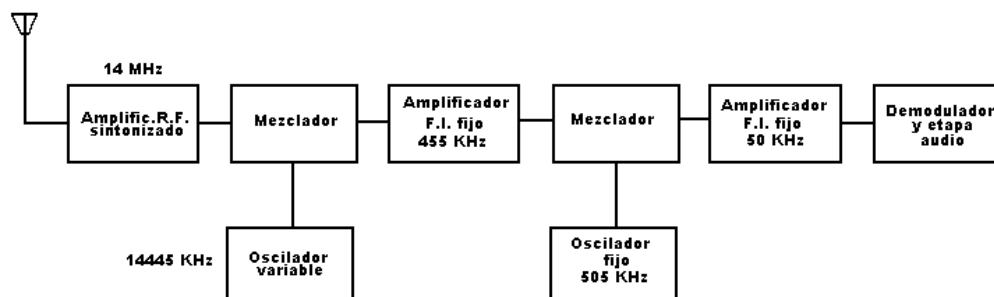 14 MHz
Amplific.R.F.
sintonizado
Mezclador
Amplificador
F.I. fijo
455 KHz
Mezclador
Amplificador
F.I. fijo
50 KHz
Demodulador
y etapa
audio
14445 KHz
Oscilador
variable
Oscilador
fijo
505 KHz